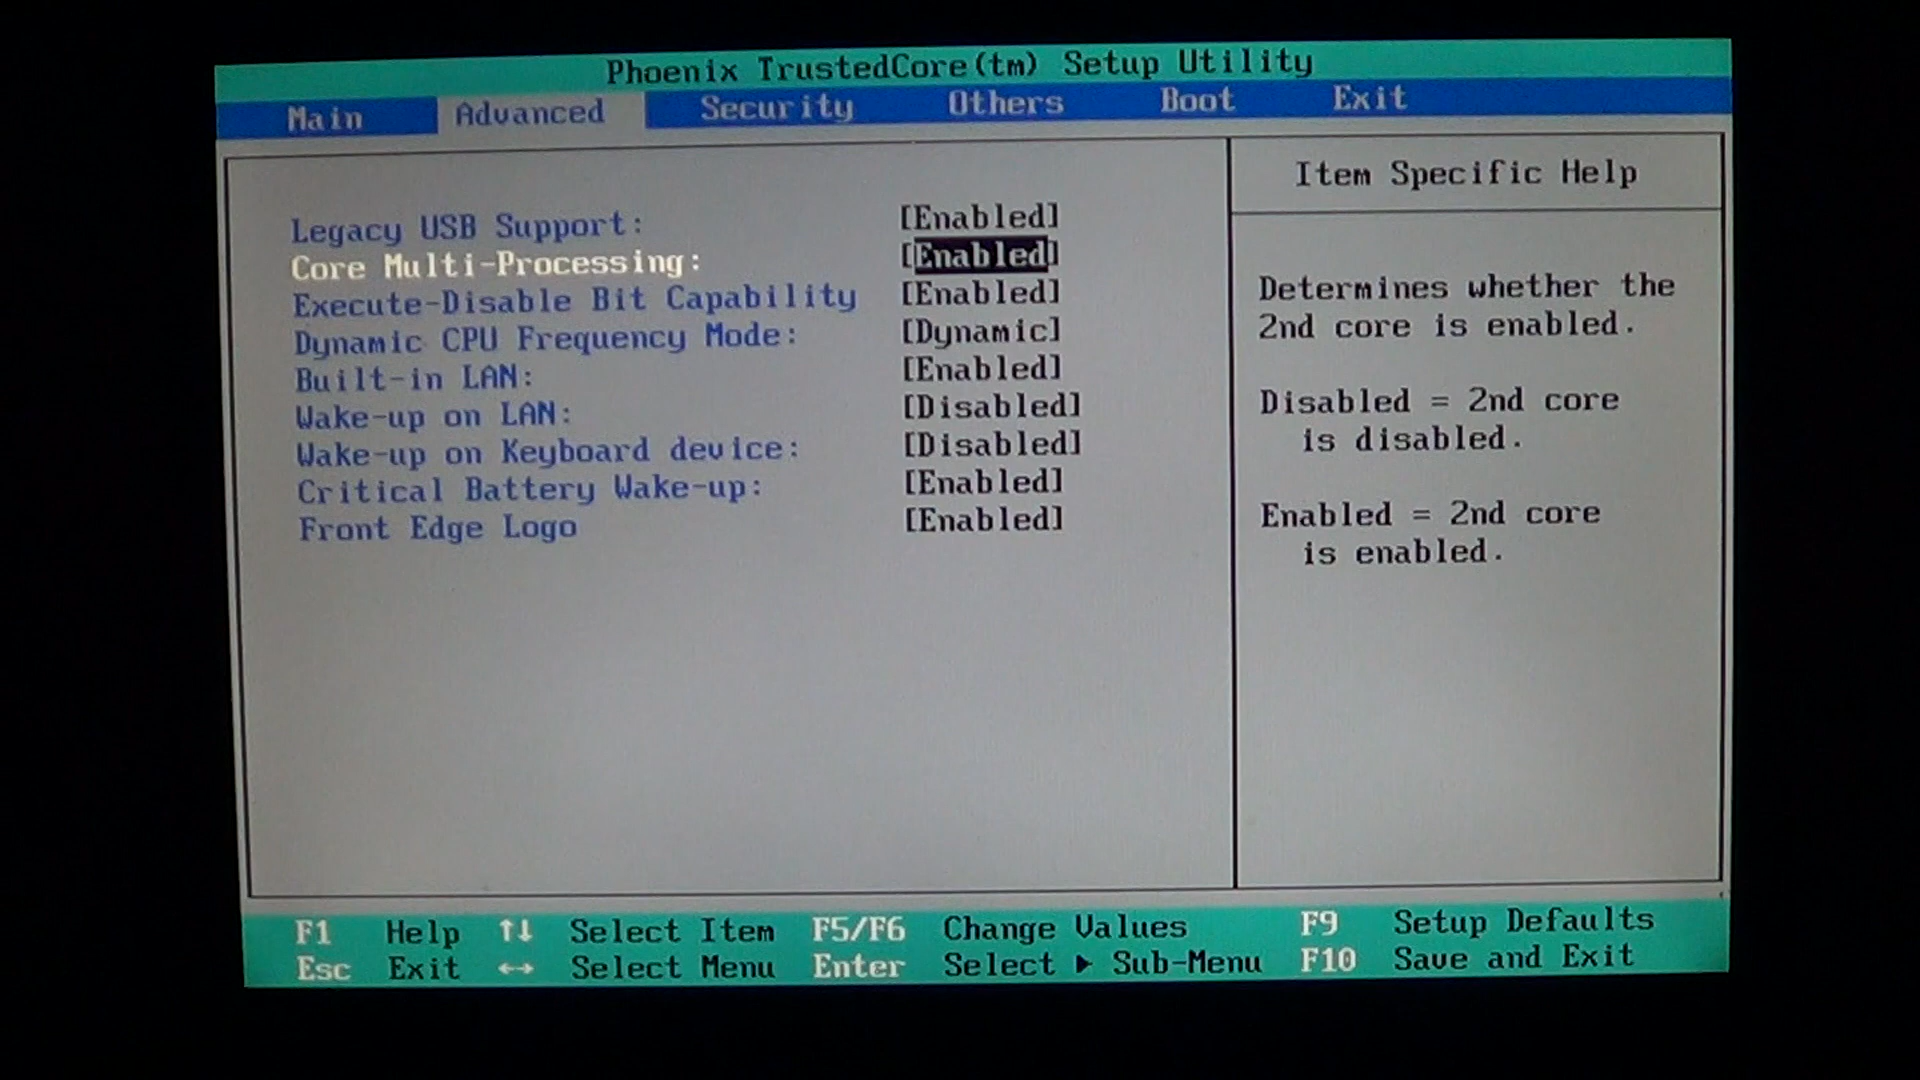 Phoenix TrustedCore(tm) Setup Utility
Main Advanced Security Others Boot Exit
Item Specific Help
Legacy USB Support: [Enabled]
Core Multi-Processing: [Enabled]
Execute-Disable Bit Capability [Enabled]
Dynamic CPU Frequency Mode: [Dynamic]
Built-in LAN: [Enabled]
Wake-up on LAN: [Disabled]
Wake-up on Keyboard device: [Disabled]
Critical Battery Wake-up: [Enabled]
Front Edge Logo [Enabled]
Determines whether the
2nd core is enabled.
Disabled = 2nd core
is disabled.
Enabled = 2nd core
is enabled.
F1 Help ↑↓ Select Item F5/F6 Change Values F9 Setup Defaults
Esc Exit ↔ Select Menu Enter Select ▸ Sub-Menu F10 Save and Exit